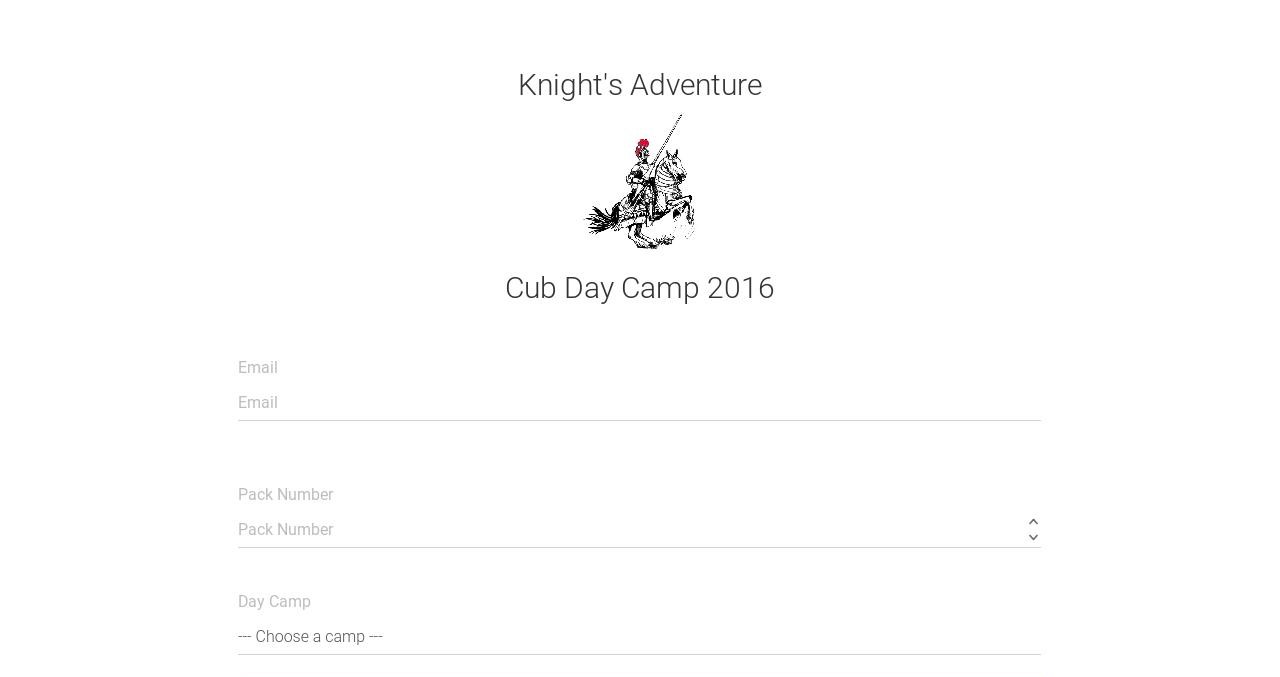 Knight's Adventure
Cub Day Camp 2016
Email
Email
Pack Number
Pack Number
Day Camp
--- Choose a camp ---